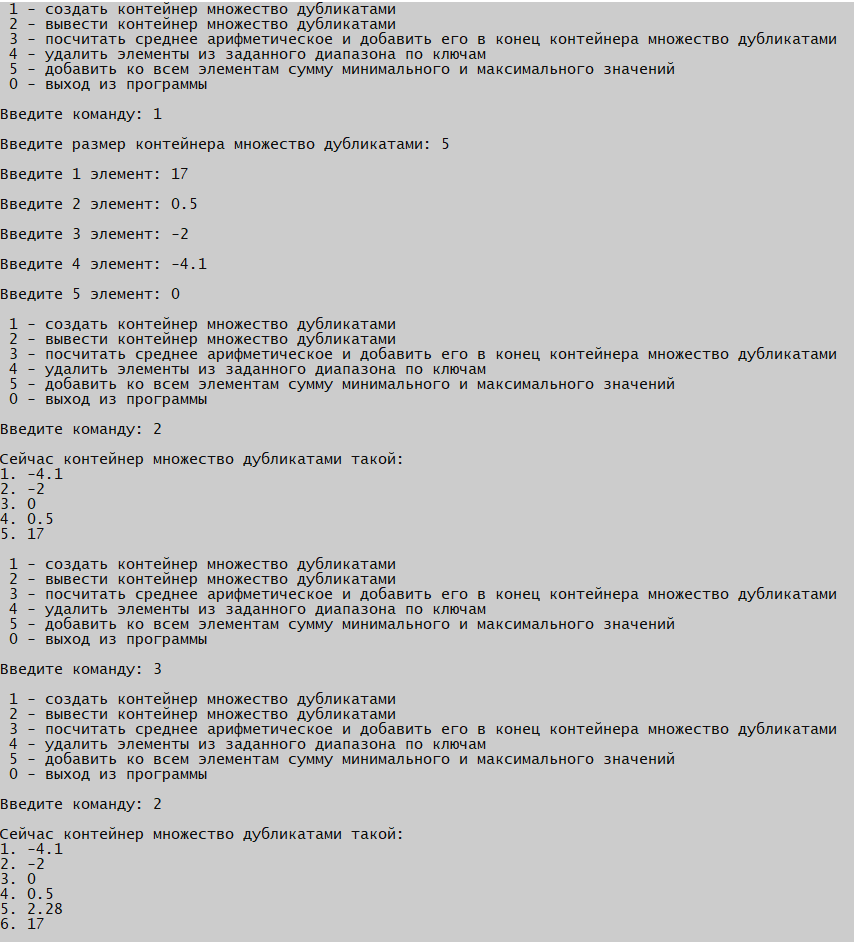 1 - создать контейнер множество дубликатами
2 - вывести контейнер множество дубликатами
3 - посчитать среднее арифметическое и добавить его в конец контейнера множество дубликатами
4 - удалить элементы из заданного диапазона по ключам
5 - добавить ко всем элементам сумму минимального и максимального значений
0 - выход из программы
Введите команду: 1
Введите размер контейнера множество дубликатами: 5
Введите 1 элемент: 17
Введите 2 элемент: 0.5
Введите 3 элемент: -2
Введите 4 элемент: -4.1
Введите 5 элемент: 0
1 - создать контейнер множество дубликатами
2 - вывести контейнер множество дубликатами
3 - посчитать среднее арифметическое и добавить его в конец контейнера множество дубликатами
4 - удалить элементы из заданного диапазона по ключам
5 - добавить ко всем элементам сумму минимального и максимального значений
0 - выход из программы
Введите команду: 2
Сейчас контейнер множество дубликатами такой:
1. -4.1
2. -2
3. 0
4. 0.5
5. 17
1 - создать контейнер множество дубликатами
2 - вывести контейнер множество дубликатами
3 - посчитать среднее арифметическое и добавить его в конец контейнера множество дубликатами
4 - удалить элементы из заданного диапазона по ключам
5 - добавить ко всем элементам сумму минимального и максимального значений
0 - выход из программы
Введите команду: 3
1 - создать контейнер множество дубликатами
2 - вывести контейнер множество дубликатами
3 - посчитать среднее арифметическое и добавить его в конец контейнера множество дубликатами
4 - удалить элементы из заданного диапазона по ключам
5 - добавить ко всем элементам сумму минимального и максимального значений
0 - выход из программы
Введите команду: 2
Сейчас контейнер множество дубликатами такой:
1. -4.1
2. -2
3. 0
4. 0.5
5. 2.28
6. 17